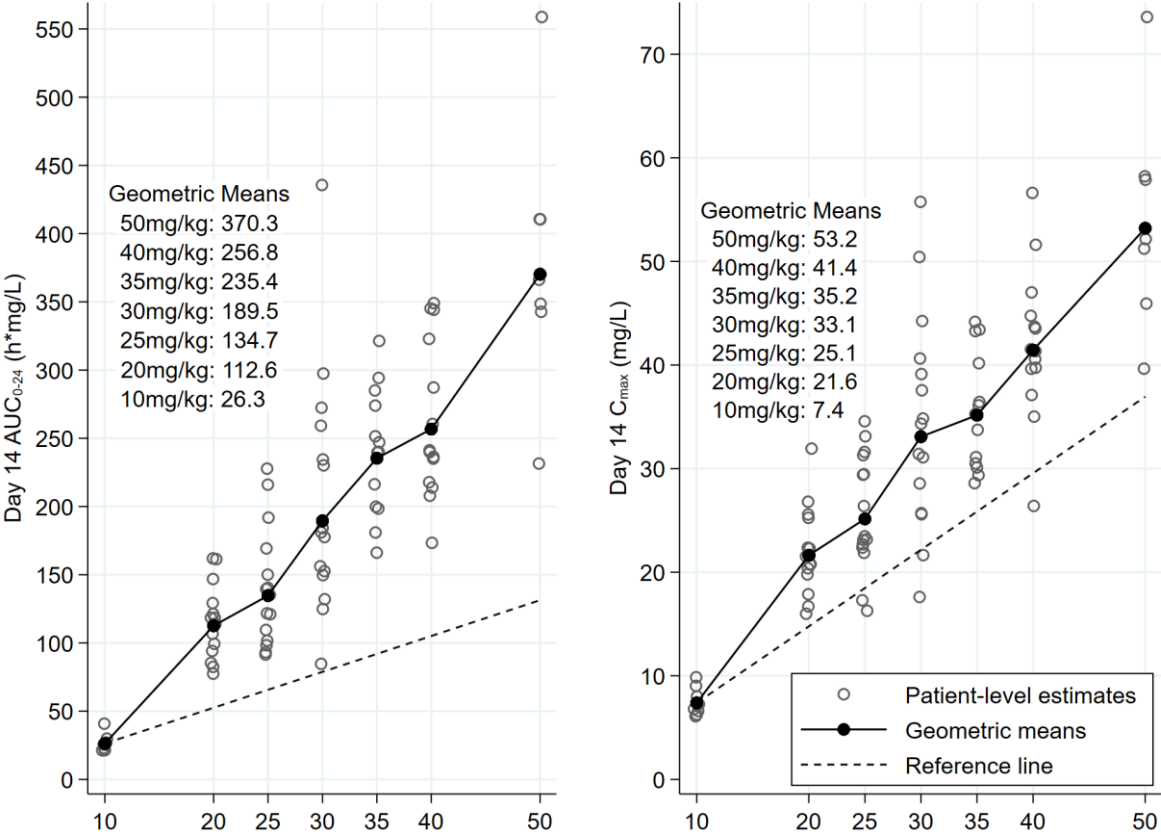 Day 14 AUC0-24 (h*mg/L)
550
500
450
400
350
300
250
200
150
100
50
0
Geometric Means
50mg/kg: 370.3
40mg/kg: 256.8
35mg/kg: 235.4
30mg/kg: 189.5
25mg/kg: 134.7
20mg/kg: 112.6
10mg/kg: 26.3
10 20 25 30 35 40 50
Day 14 Cmax (mg/L)
70
60
50
40
30
20
10
0
Geometric Means
50mg/kg: 53.2
40mg/kg: 41.4
35mg/kg: 35.2
30mg/kg: 33.1
25mg/kg: 25.1
20mg/kg: 21.6
10mg/kg: 7.4
Patient-level estimates
Geometric means
Reference line
10 20 25 30 35 40 50